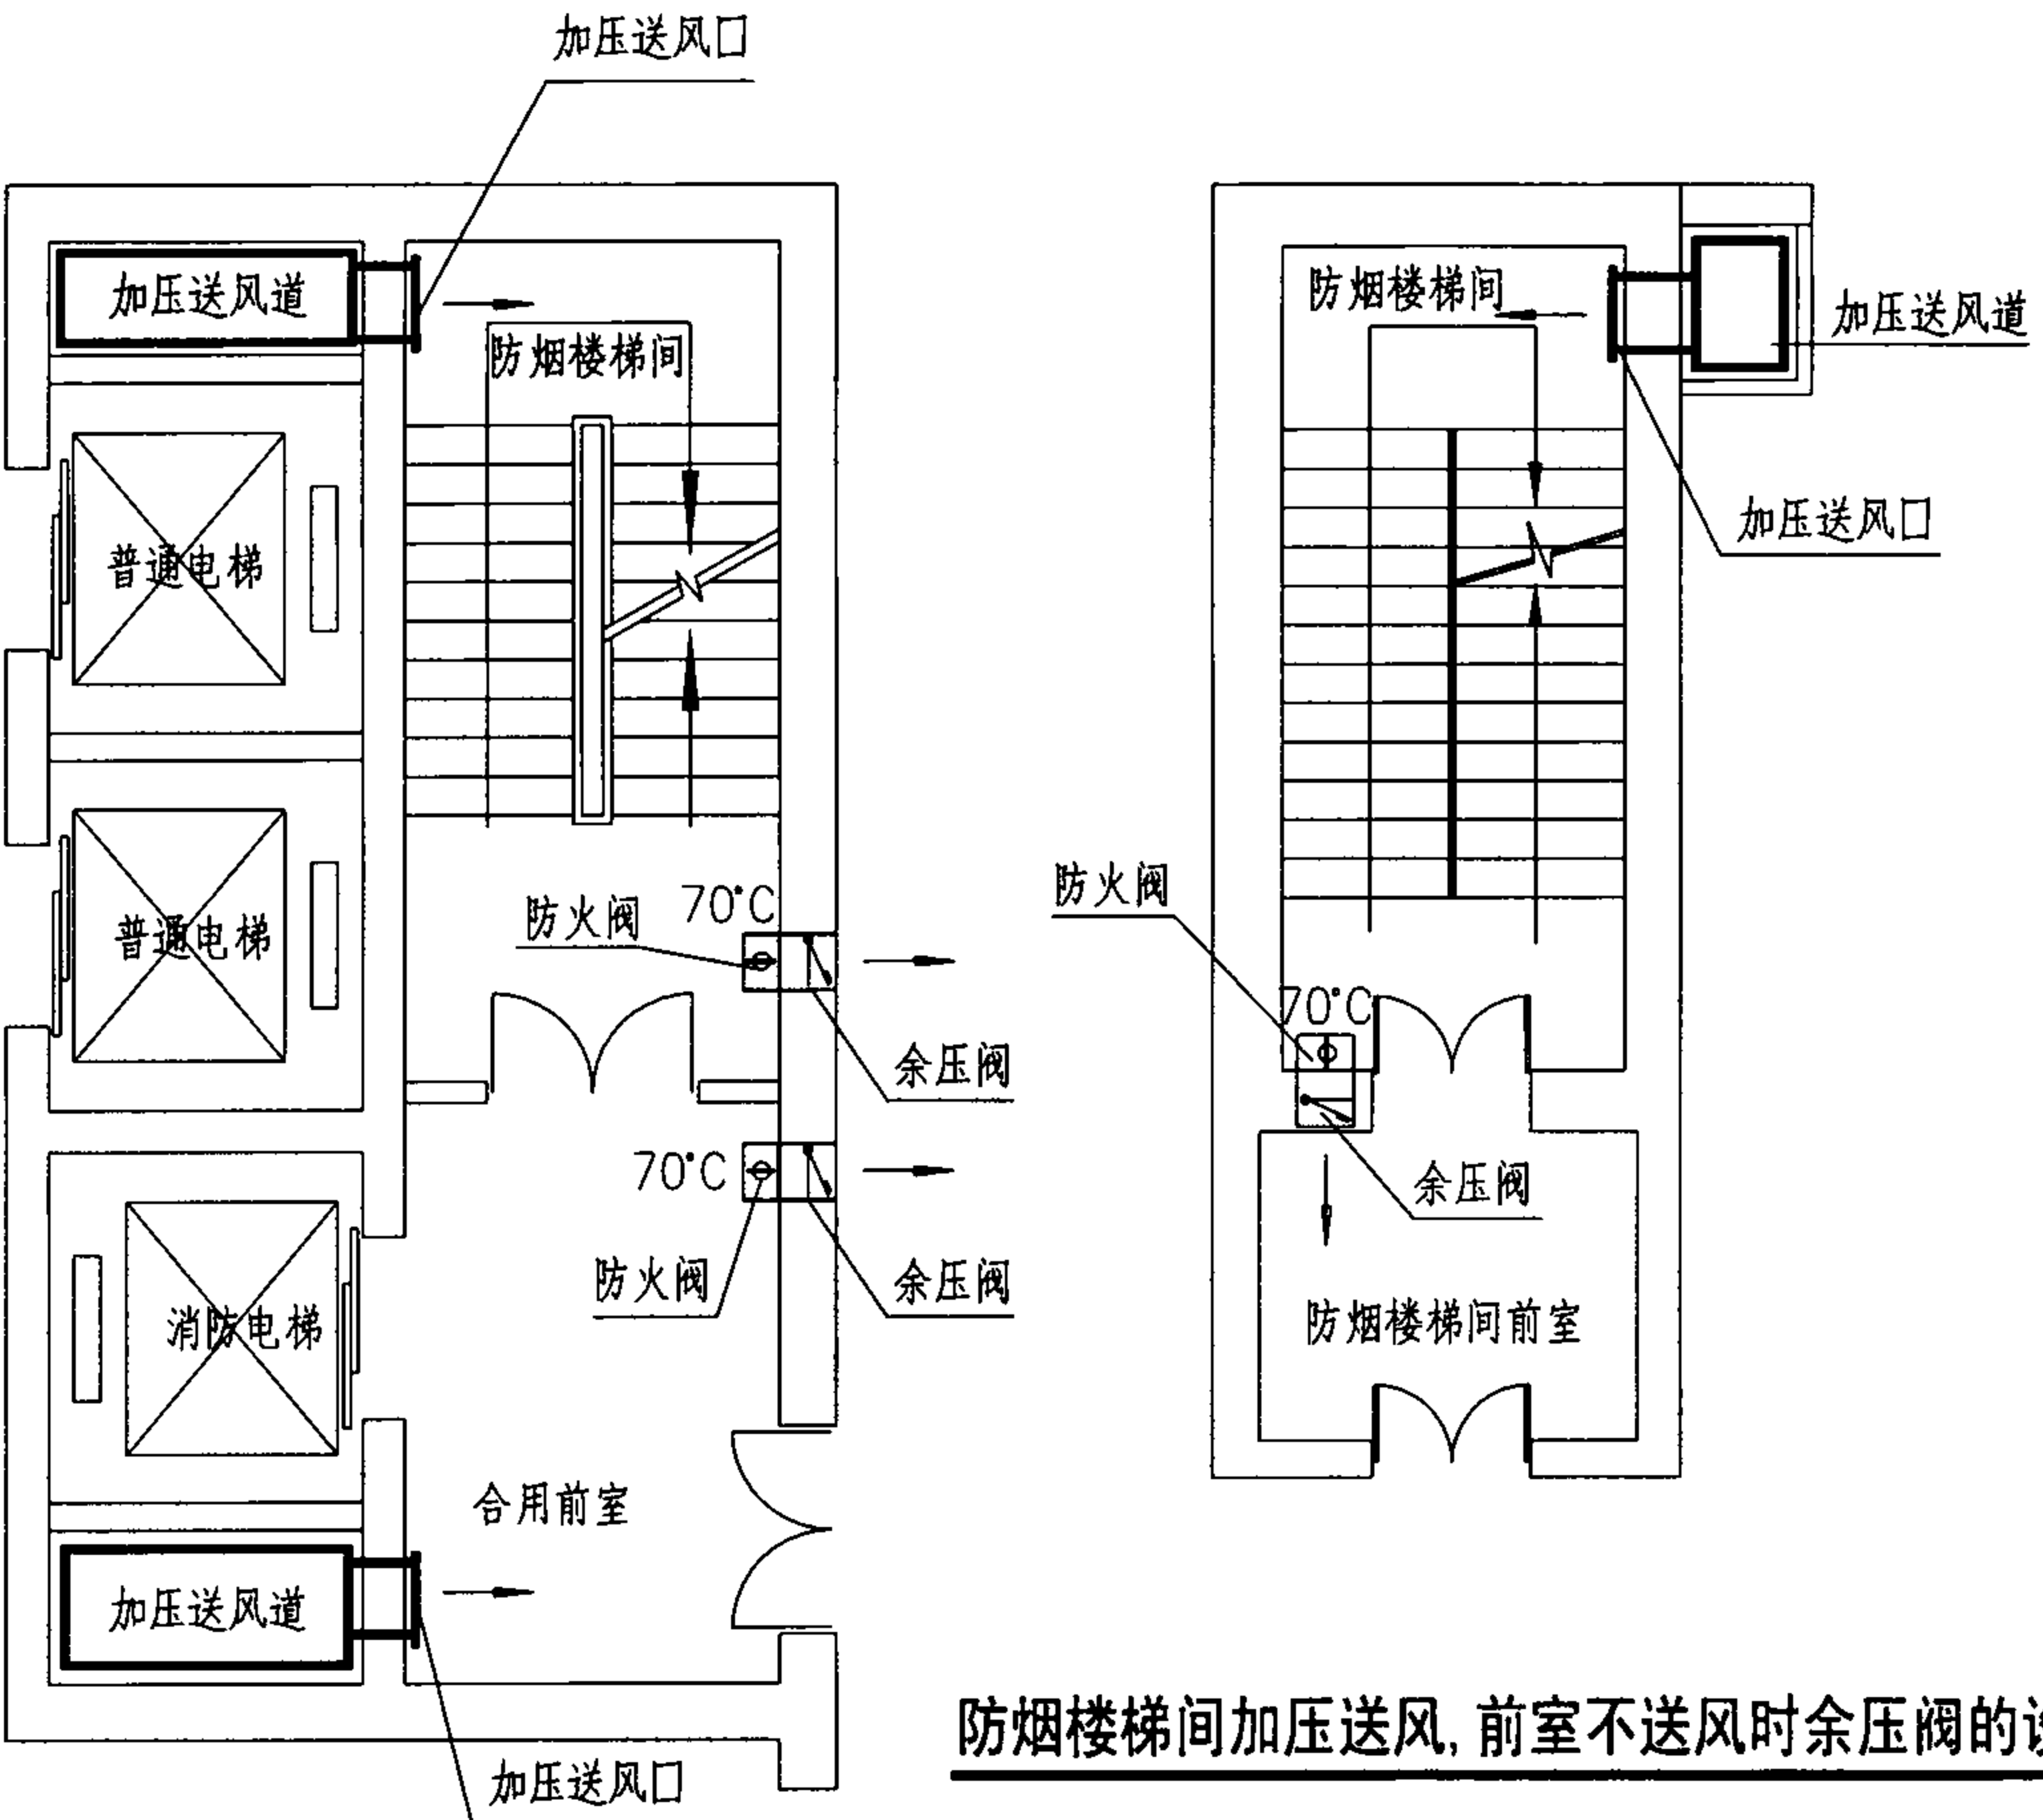 加压送风口
加压送风道
防烟楼梯间
普通电梯
普通电梯
防火阀
70°C
余压阀
70°C
防火阀
余压阀
消防电梯
合用前室
加压送风道
加压送风口
防烟楼梯间
加压送风道
加压送风口
防火阀
70°C
余压阀
防烟楼梯间前室
防烟楼梯间加压送风,前室不送风时余压阀的